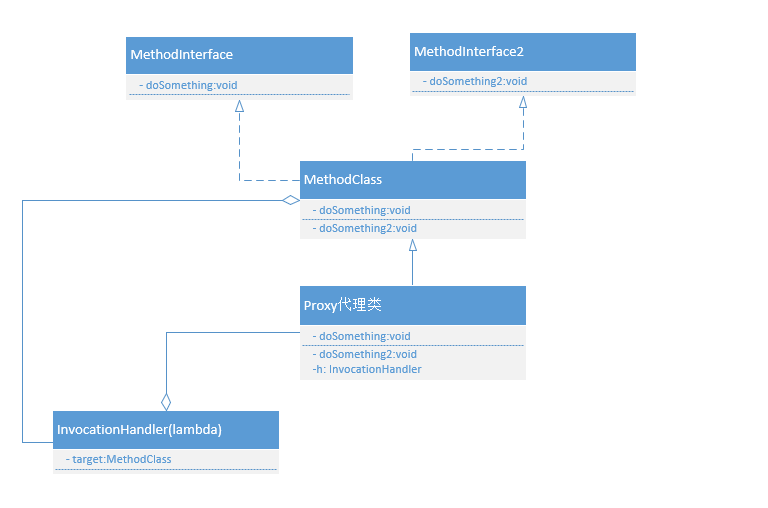 MethodInterface
- doSomething:void
MethodInterface2
- doSomething2:void
MethodClass
- doSomething:void
- doSomething2:void
Proxy代理类
- doSomething:void
- doSomething2:void
-h: InvocationHandler
InvocationHandler(lambda)
- target:MethodClass